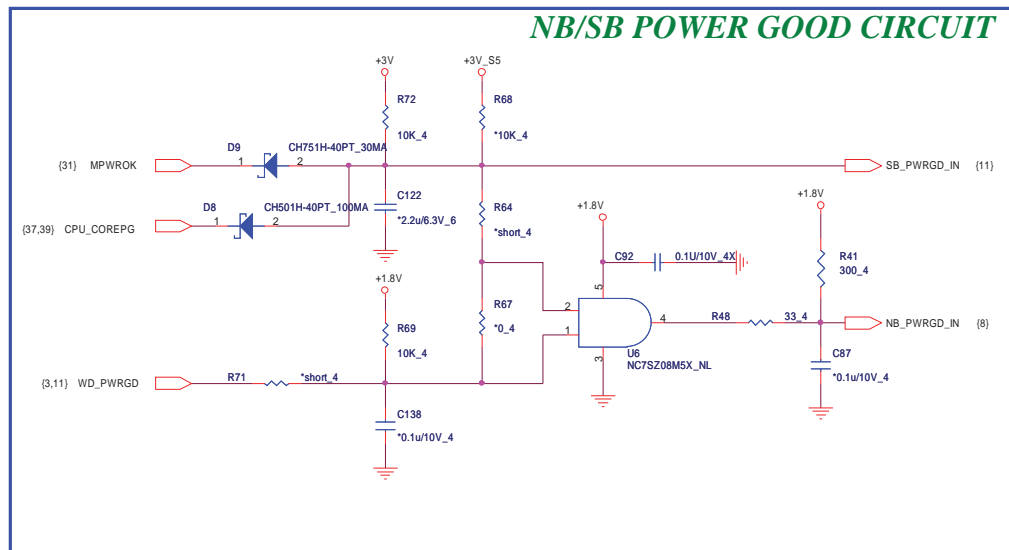 NB/SB POWER GOOD CIRCUIT
+3V
+3V_S5
R72
R68
10K_4
*10K_4
D9
CH751H-40PT_30MA
{31}
MPWROK
1
2
SB_PWRGD_IN
{11}
C122
D8
CH501H-40PT_100MA
R64
+1.8V
+1.8V
*2.2u/6.3V_6
{37,39}
CPU_COREPG
1
2
*short_4
C92
0.1U/10V_4X
R41
300_4
+1.8V
5
R67
2
R69
1
4
R48
33_4
NB_PWRGD_IN
{8}
*0_4
10K_4
3
U6
NC7SZ08M5X_NL
C87
*0.1u/10V_4
{3,11}
WD_PWRGD
R71
*short_4
C138
*0.1u/10V_4